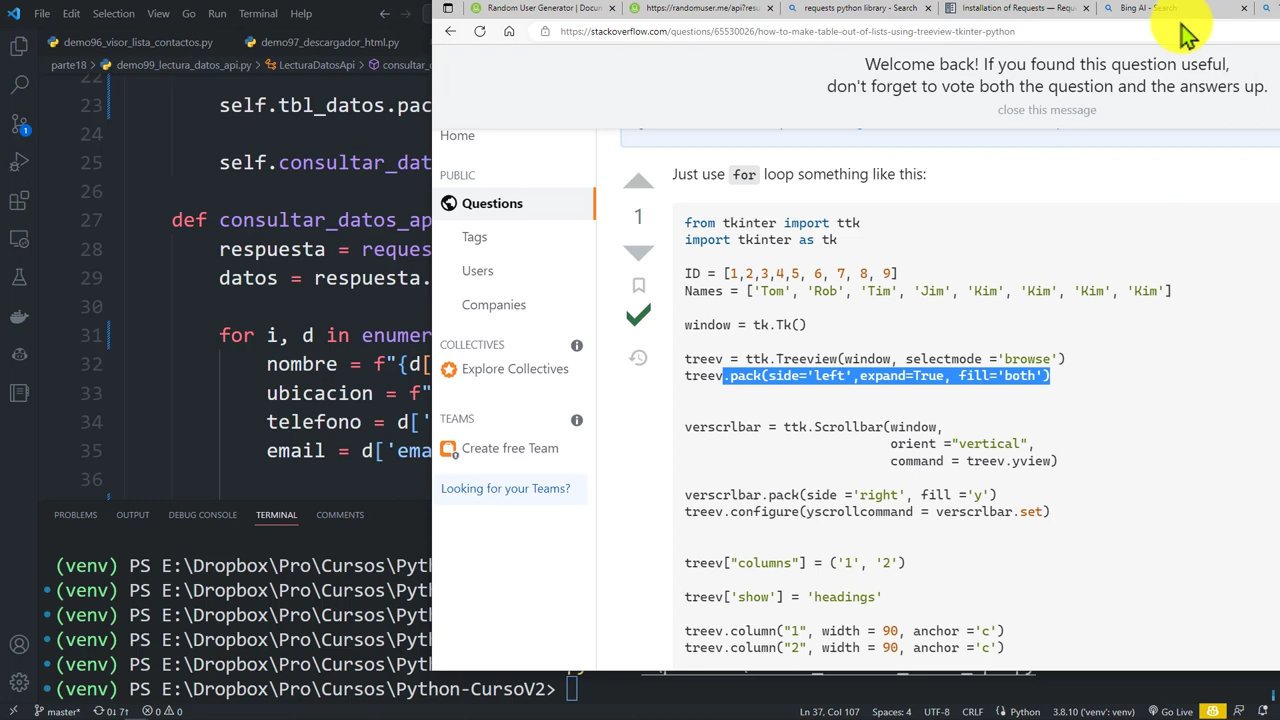 File Edit Selection View Go Run Terminal
demo96_visor_lista_contactos.py demo97_descargador_html.py
parte18 > demo99_lectura_datos_api.py > LecturaDatosApi > consultar_
22
23 self.tbl_datos.pac
24
25 self.consultar_dat
26
27 def consultar_datos_ap
28 respuesta = reques
29 datos = respuesta.
30
31 for i, d in enumer
32 nombre = f"{d[
33 ubicacion = f"
34 telefono = d['
35 email = d['ema
36
PROBLEMS OUTPUT DEBUG CONSOLE TERMINAL COMMENTS
(venv) PS E:\Dropbox\Pro\Cursos\Pyth
(venv) PS E:\Dropbox\Pro\Cursos\Pyth
(venv) PS E:\Dropbox\Pro\Cursos\Pyth
(venv) PS E:\Dropbox\Pro\Cursos\Pyth
(venv) PS E:\Dropbox\Pro\Cursos\Pyth
(venv) PS E:\Dropbox\Pro\Cursos\Python-CursoV2>
master* 0↓ 7↑ 0 0 Ln 37, Col 107 Spaces: 4 UTF-8 CRLF Python 3.8.10 ('venv': venv) Go Live
Random User Generator | Docum https://randomuser.me/api?resu requests python library - Search Installation of Requests — Requ Bing AI - Search
https://stackoverflow.com/questions/65530026/how-to-make-table-out-of-lists-using-treeview-tkinter-python
Welcome back! If you found this question useful,
don't forget to vote both the question and the answers up.
close this message
Home
PUBLIC
Questions
Tags
Users
Companies
COLLECTIVES
Explore Collectives
TEAMS
Create free Team
Looking for your Teams?
Just use for loop something like this:
1
from tkinter import ttk
import tkinter as tk
ID = [1,2,3,4,5, 6, 7, 8, 9]
Names = ['Tom', 'Rob', 'Tim', 'Jim', 'Kim', 'Kim', 'Kim', 'Kim']
window = tk.Tk()
treev = ttk.Treeview(window, selectmode ='browse')
treev.pack(side='left',expand=True, fill='both')
verscrlbar = ttk.Scrollbar(window,
orient ="vertical",
command = treev.yview)
verscrlbar.pack(side ='right', fill ='y')
treev.configure(yscrollcommand = verscrlbar.set)
treev["columns"] = ('1', '2')
treev['show'] = 'headings'
treev.column("1", width = 90, anchor ='c')
treev.column("2", width = 90, anchor ='c')